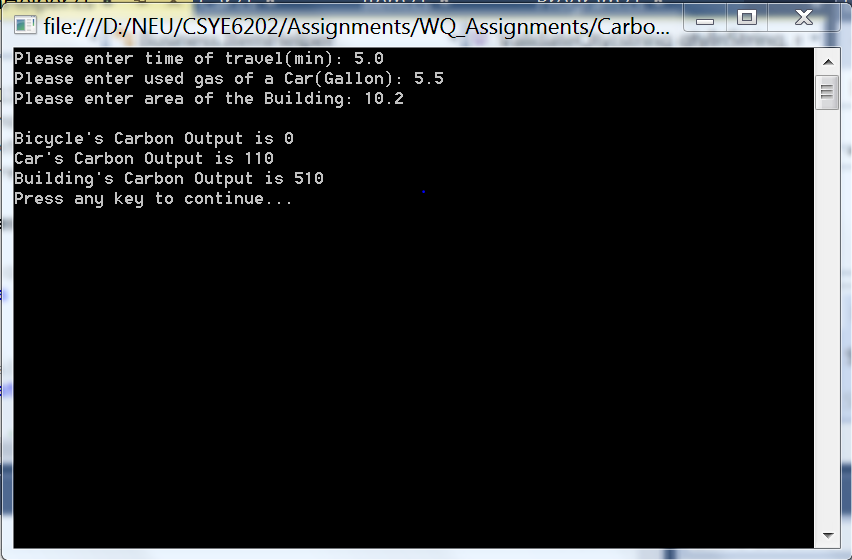 file:///D:/NEU/CSYE6202/Assignments/WQ_Assignments/Carbo...
Please enter time of travel(min): 5.0
Please enter used gas of a Car(Gallon): 5.5
Please enter area of the Building: 10.2
Bicycle's Carbon Output is 0
Car's Carbon Output is 110
Building's Carbon Output is 510
Press any key to continue...